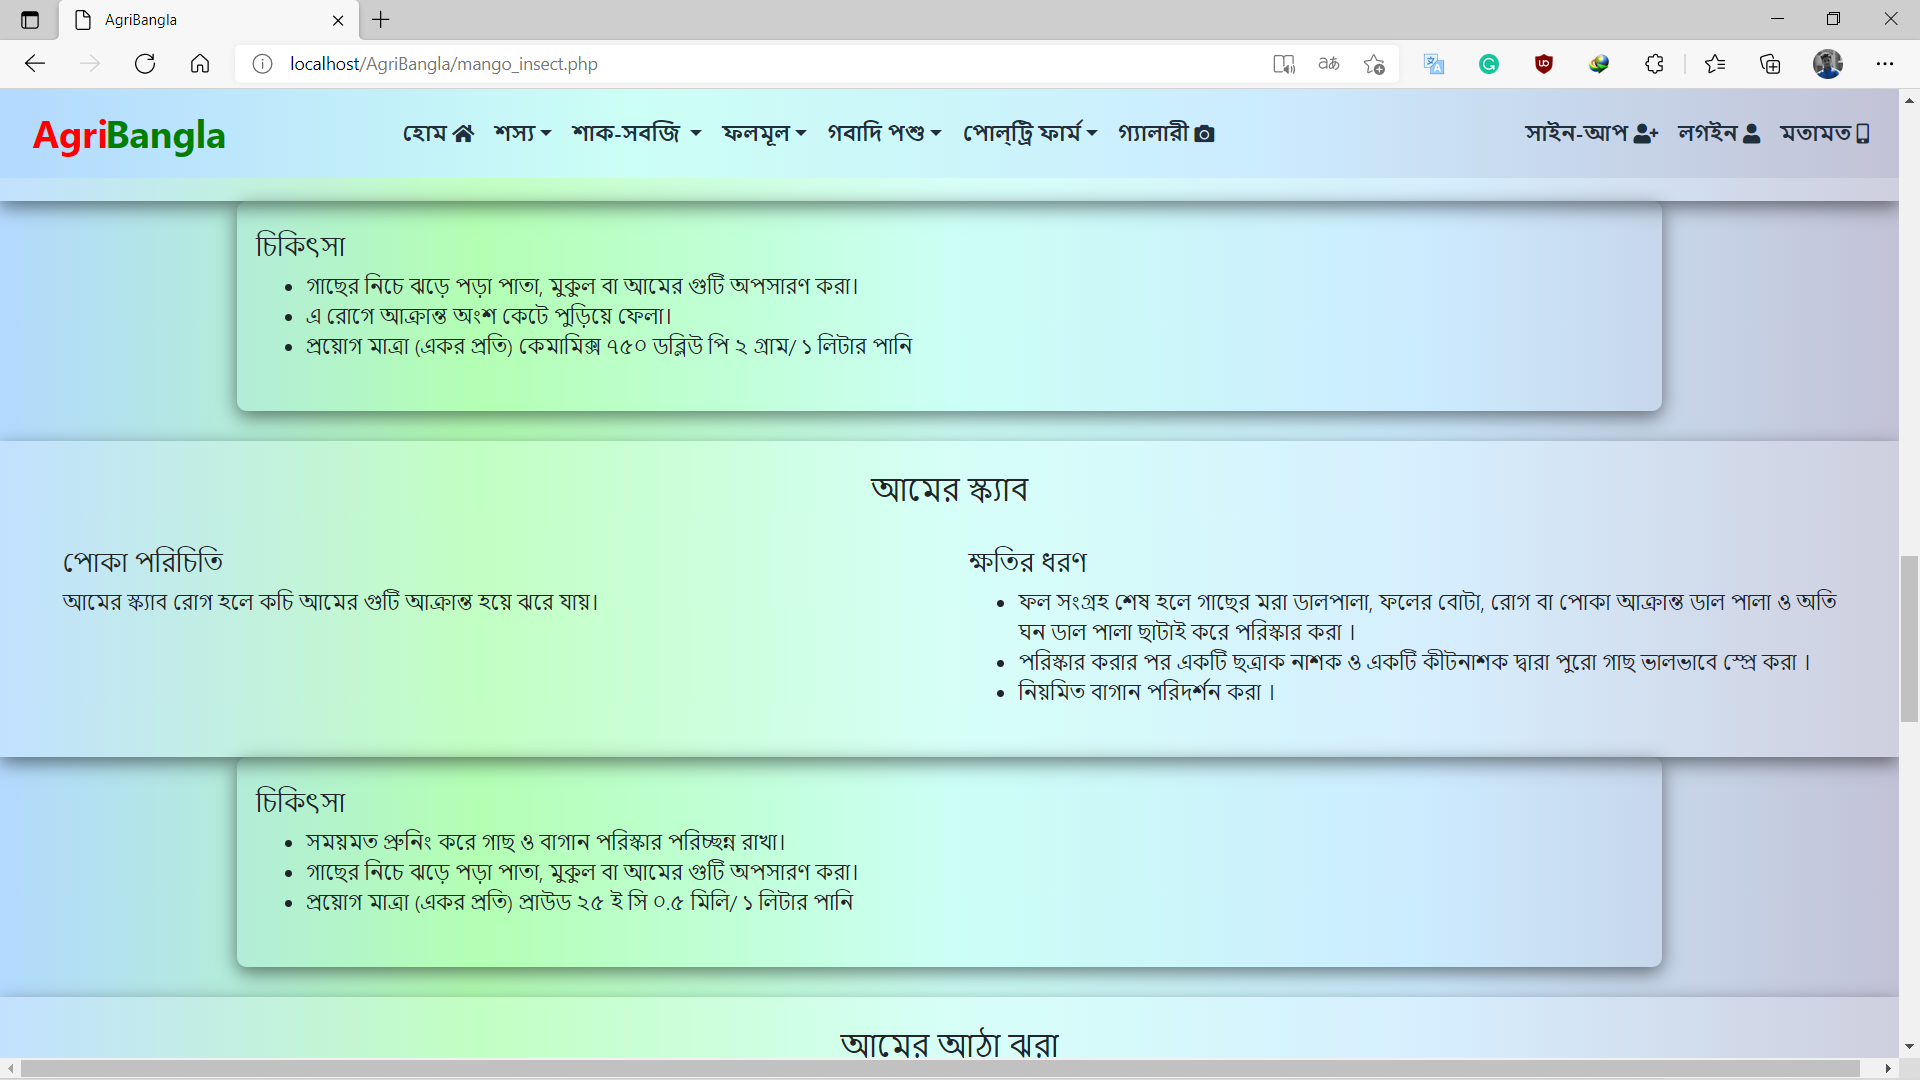 AgriBangla
localhost/AgriBangla/mango_insect.php
AgriBangla
হোম শস্য শাক-সবজি ফলমূল গবাদি পশু পোল্ট্রি ফার্ম গ্যালারী সাইন-আপ লগইন মতামত
চিকিৎসা
গাছের নিচে ঝড়ে পড়া পাতা, মুকুল বা আমের গুটি অপসারণ করা।
এ রোগে আক্রান্ত অংশ কেটে পুড়িয়ে ফেলা।
প্রয়োগ মাত্রা (একর প্রতি) কেমামিক্স ৭৫০ ডব্লিউ পি ২ গ্রাম/ ১ লিটার পানি
আমের স্ক্যাব
পোকা পরিচিতি
আমের স্ক্যাব রোগ হলে কচি আমের গুটি আক্রান্ত হয়ে ঝরে যায়।
ক্ষতির ধরণ
ফল সংগ্রহ শেষ হলে গাছের মরা ডালপালা, ফলের বোটা, রোগ বা পোকা আক্রান্ত ডাল পালা ও অতি
ঘন ডাল পালা ছাটাই করে পরিস্কার করা ।
পরিস্কার করার পর একটি ছত্রাক নাশক ও একটি কীটনাশক দ্বারা পুরো গাছ ভালভাবে স্প্রে করা ।
নিয়মিত বাগান পরিদর্শন করা ।
চিকিৎসা
সময়মত প্রুনিং করে গাছ ও বাগান পরিস্কার পরিচ্ছন্ন রাখা।
গাছের নিচে ঝড়ে পড়া পাতা, মুকুল বা আমের গুটি অপসারণ করা।
প্রয়োগ মাত্রা (একর প্রতি) প্রাউড ২৫ ই সি ০.৫ মিলি/ ১ লিটার পানি
আমের আঠা ঝরা